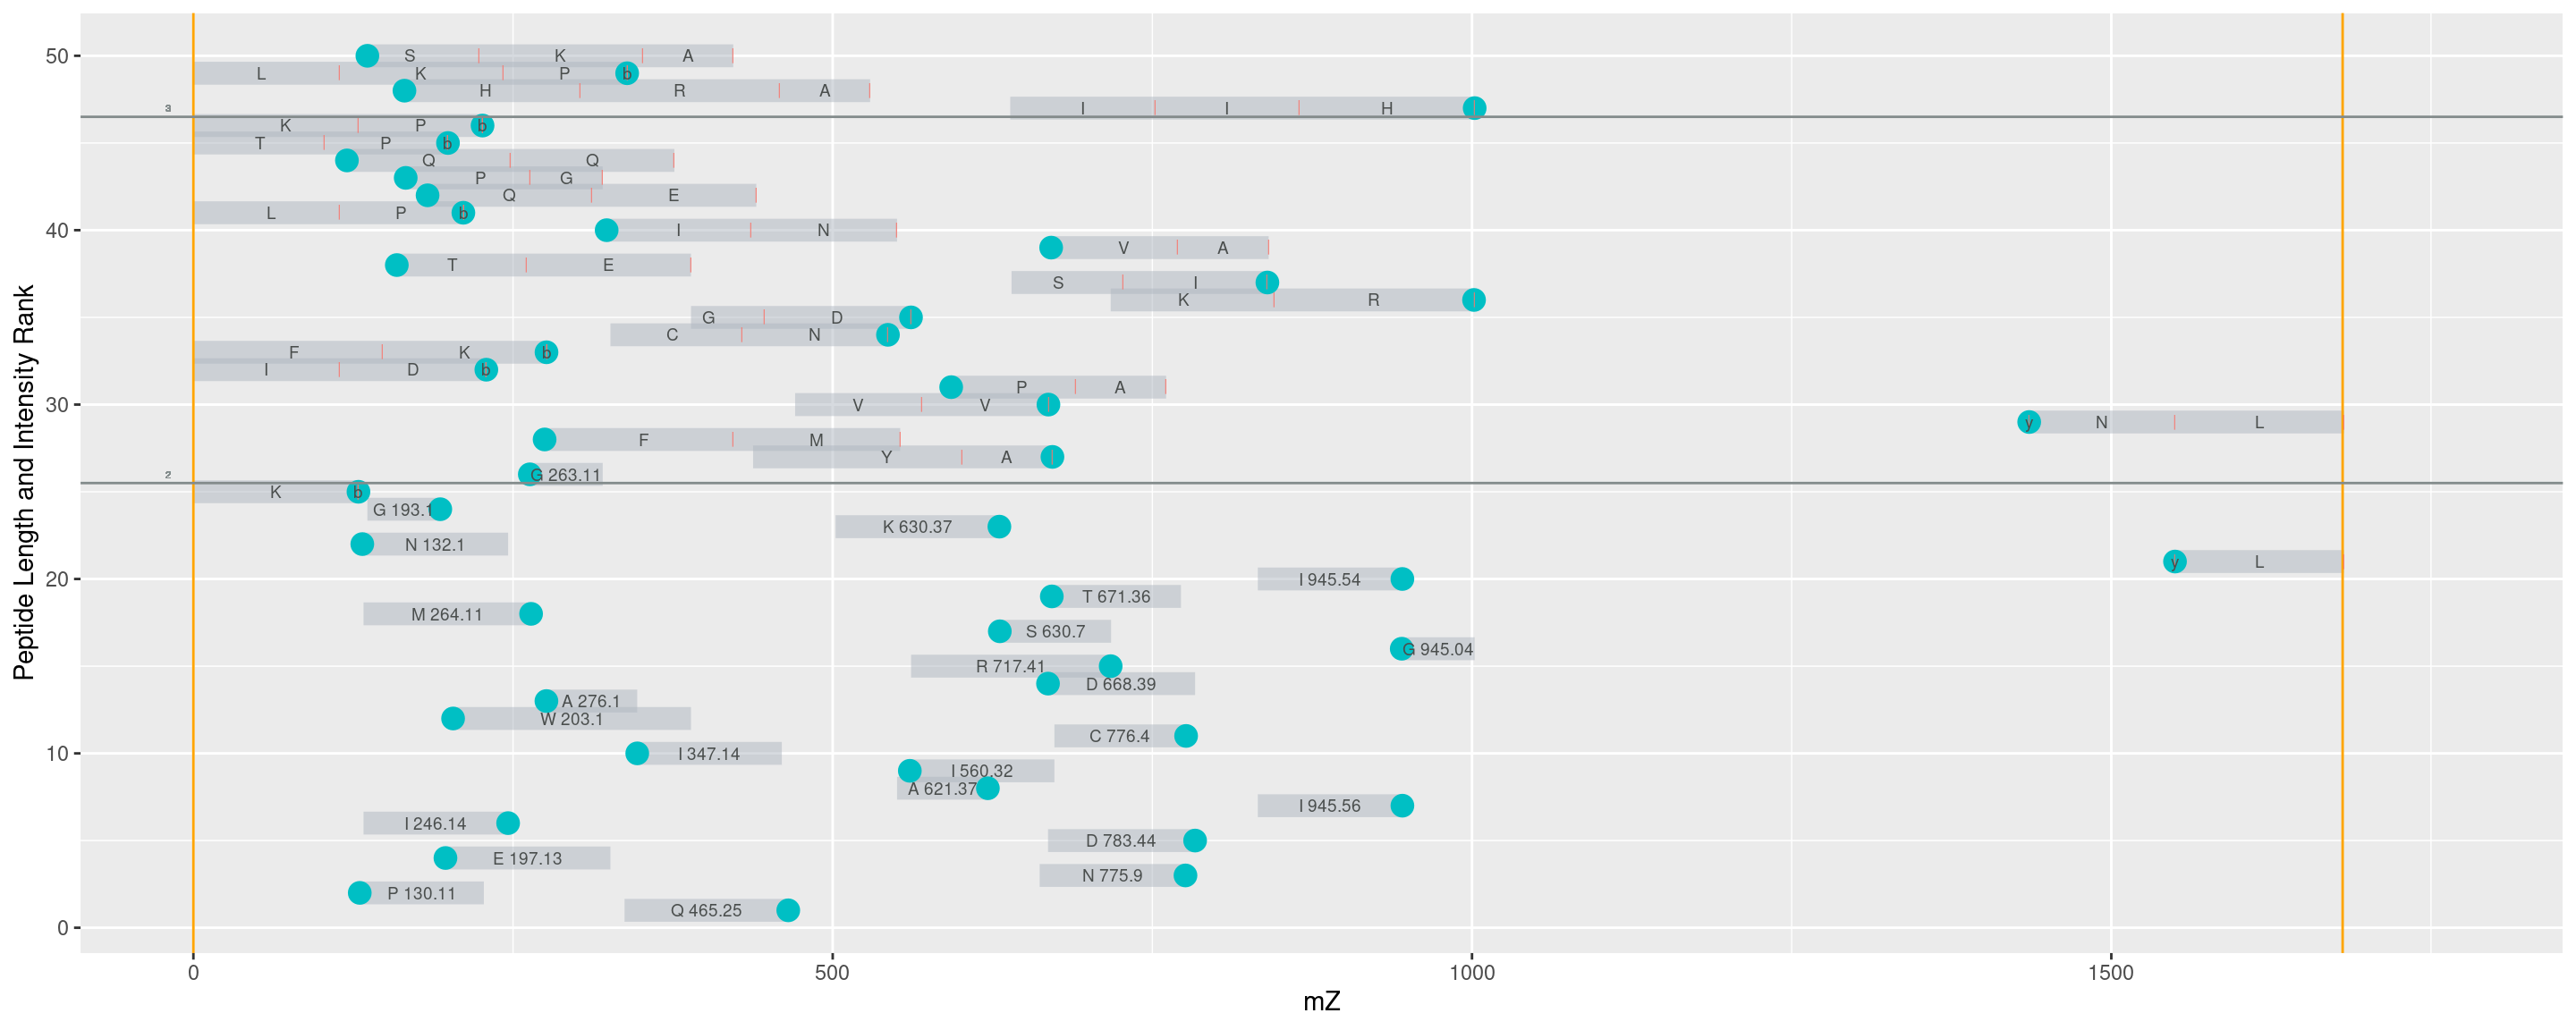 50
S K A
L K P b
H R A
3
I I H
K P b
T P b
Q Q
P G
Q E
L P b
40
I N
V A
T E
S I
K R
G D
C N
F K b
I D b
P A
30
V V
y N L
F M
Y A
2
G 263.11
K b
G 193.1
K 630.37
N 132.1
y L
20
I 945.54
T 671.36
M 264.11
S 630.7
G 945.04
R 717.41
D 668.39
A 276.1
W 203.1
C 776.4
10
I 347.14
I 560.32
A 621.37
I 945.56
I 246.14
D 783.44
E 197.13
N 775.9
P 130.11
Q 465.25
0
0 500 1000 1500
mZ
Peptide Length and Intensity Rank